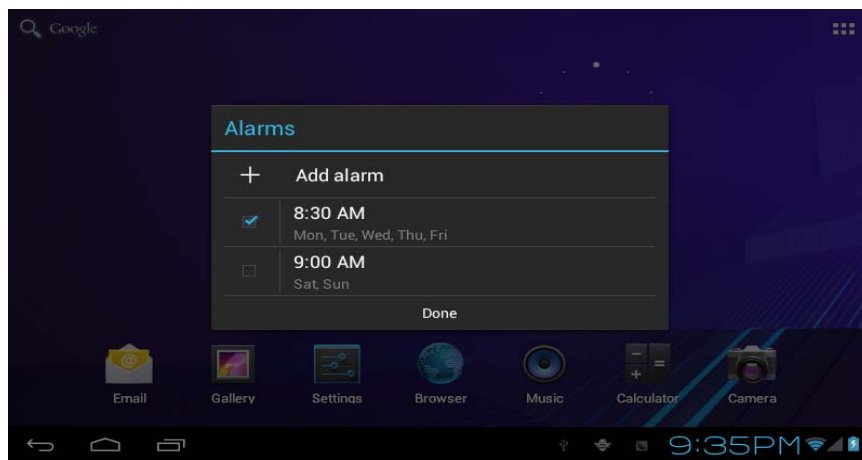 Google
Alarms
Add alarm
8:30 AM
Mon, Tue, Wed, Thu, Fri
9:00 AM
Sat, Sun
Done
Email Gallery Settings Browser Music Calculator Camera
9:35PM